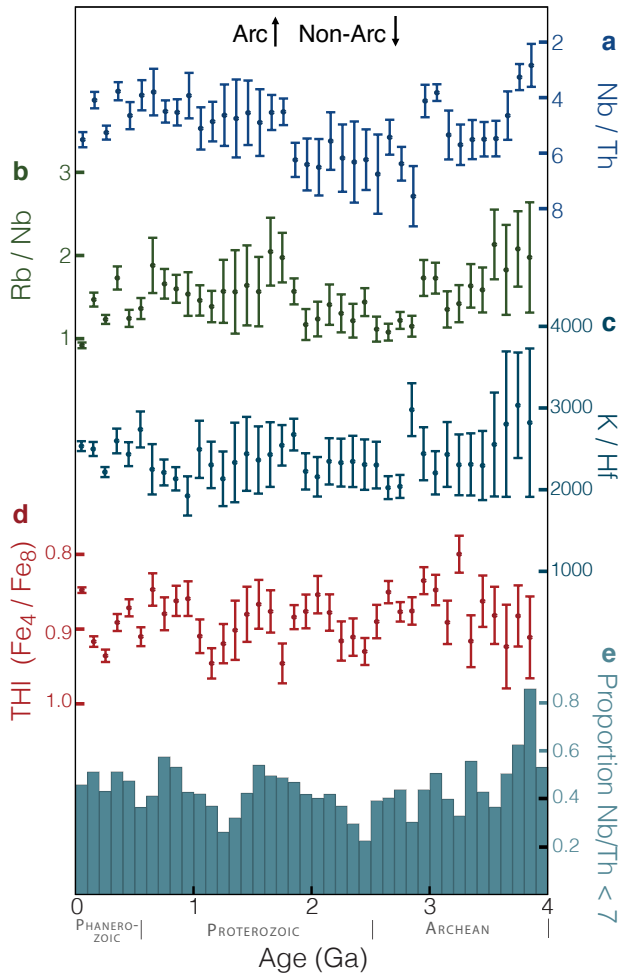 Arc Non-Arc
a
2
4
6
8
Nb / Th
b
3
2
1
Rb / Nb
c
4000
3000
2000
1000
K / Hf
d
0.8
0.9
1.0
THI (Fe4 / Fe8)
e
0.8
0.6
0.4
0.2
Proportion Nb/Th < 7
0 1 2 3 4
PHANERO-
ZOIC
PROTEROZOIC
ARCHEAN
Age (Ga)